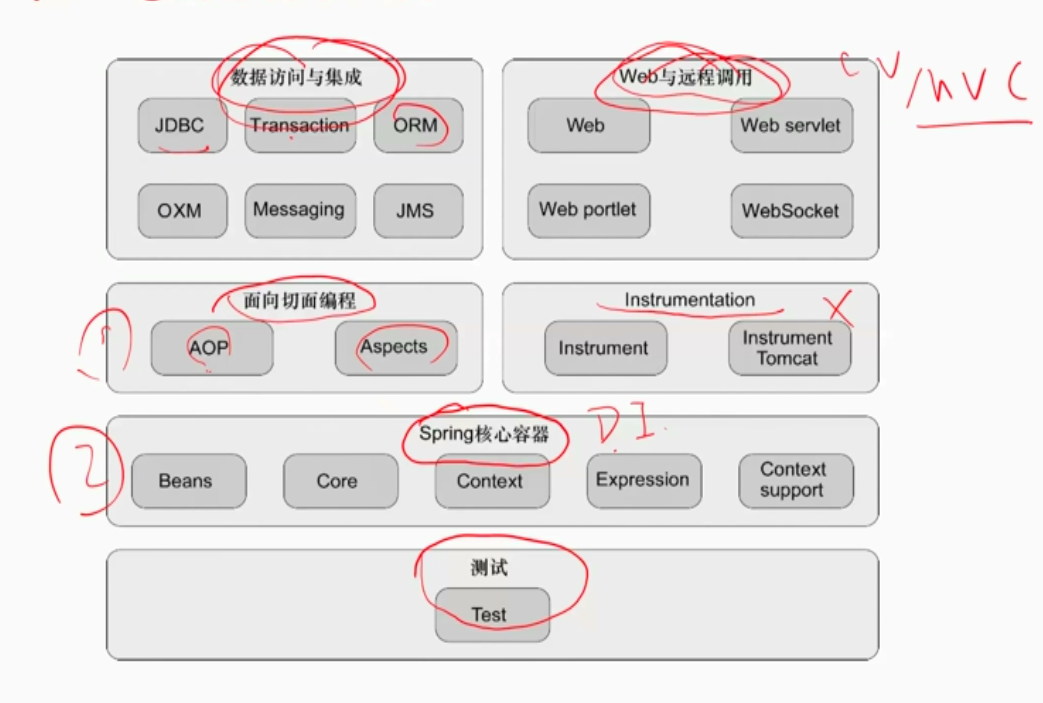 数据访问与集成
JDBC Transaction ORM
OXM Messaging JMS
Web与远程调用
MVC
Web Web servlet
Web portlet WebSocket
面向切面编程
AOP Aspects
Instrumentation X
Instrument Instrument Tomcat
Spring核心容器 DI
2
Beans Core Context Expression Context support
测试
Test